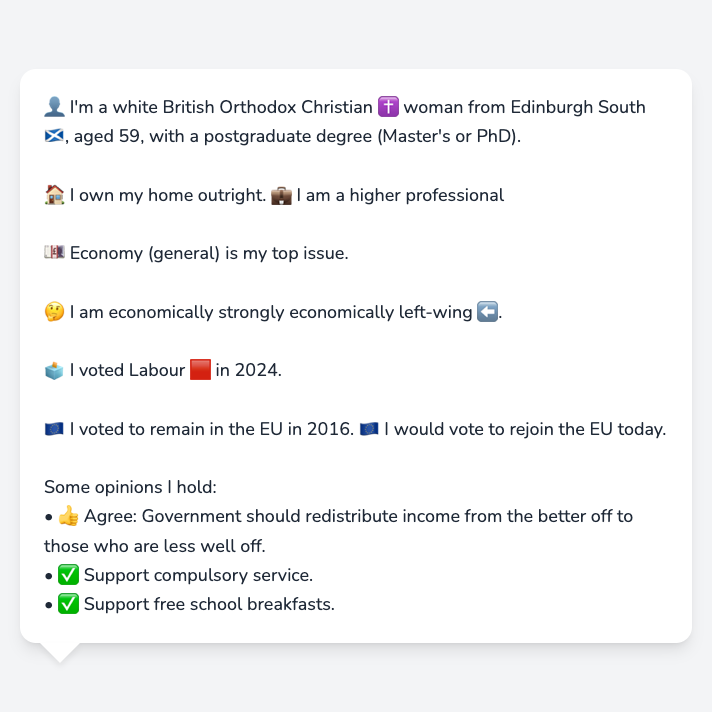 👤 I'm a white British Orthodox Christian ✝️ woman from Edinburgh South
🏴󠁧󠁢󠁳󠁣󠁴󠁿, aged 59, with a postgraduate degree (Master's or PhD).
🏠 I own my home outright. 💼 I am a higher professional
💷 Economy (general) is my top issue.
🤔 I am economically strongly economically left-wing ⬅️.
🗳️ I voted Labour 🟥 in 2024.
🇪🇺 I voted to remain in the EU in 2016. 🇪🇺 I would vote to rejoin the EU today.
Some opinions I hold:
• 👍 Agree: Government should redistribute income from the better off to
those who are less well off.
• ✅ Support compulsory service.
• ✅ Support free school breakfasts.